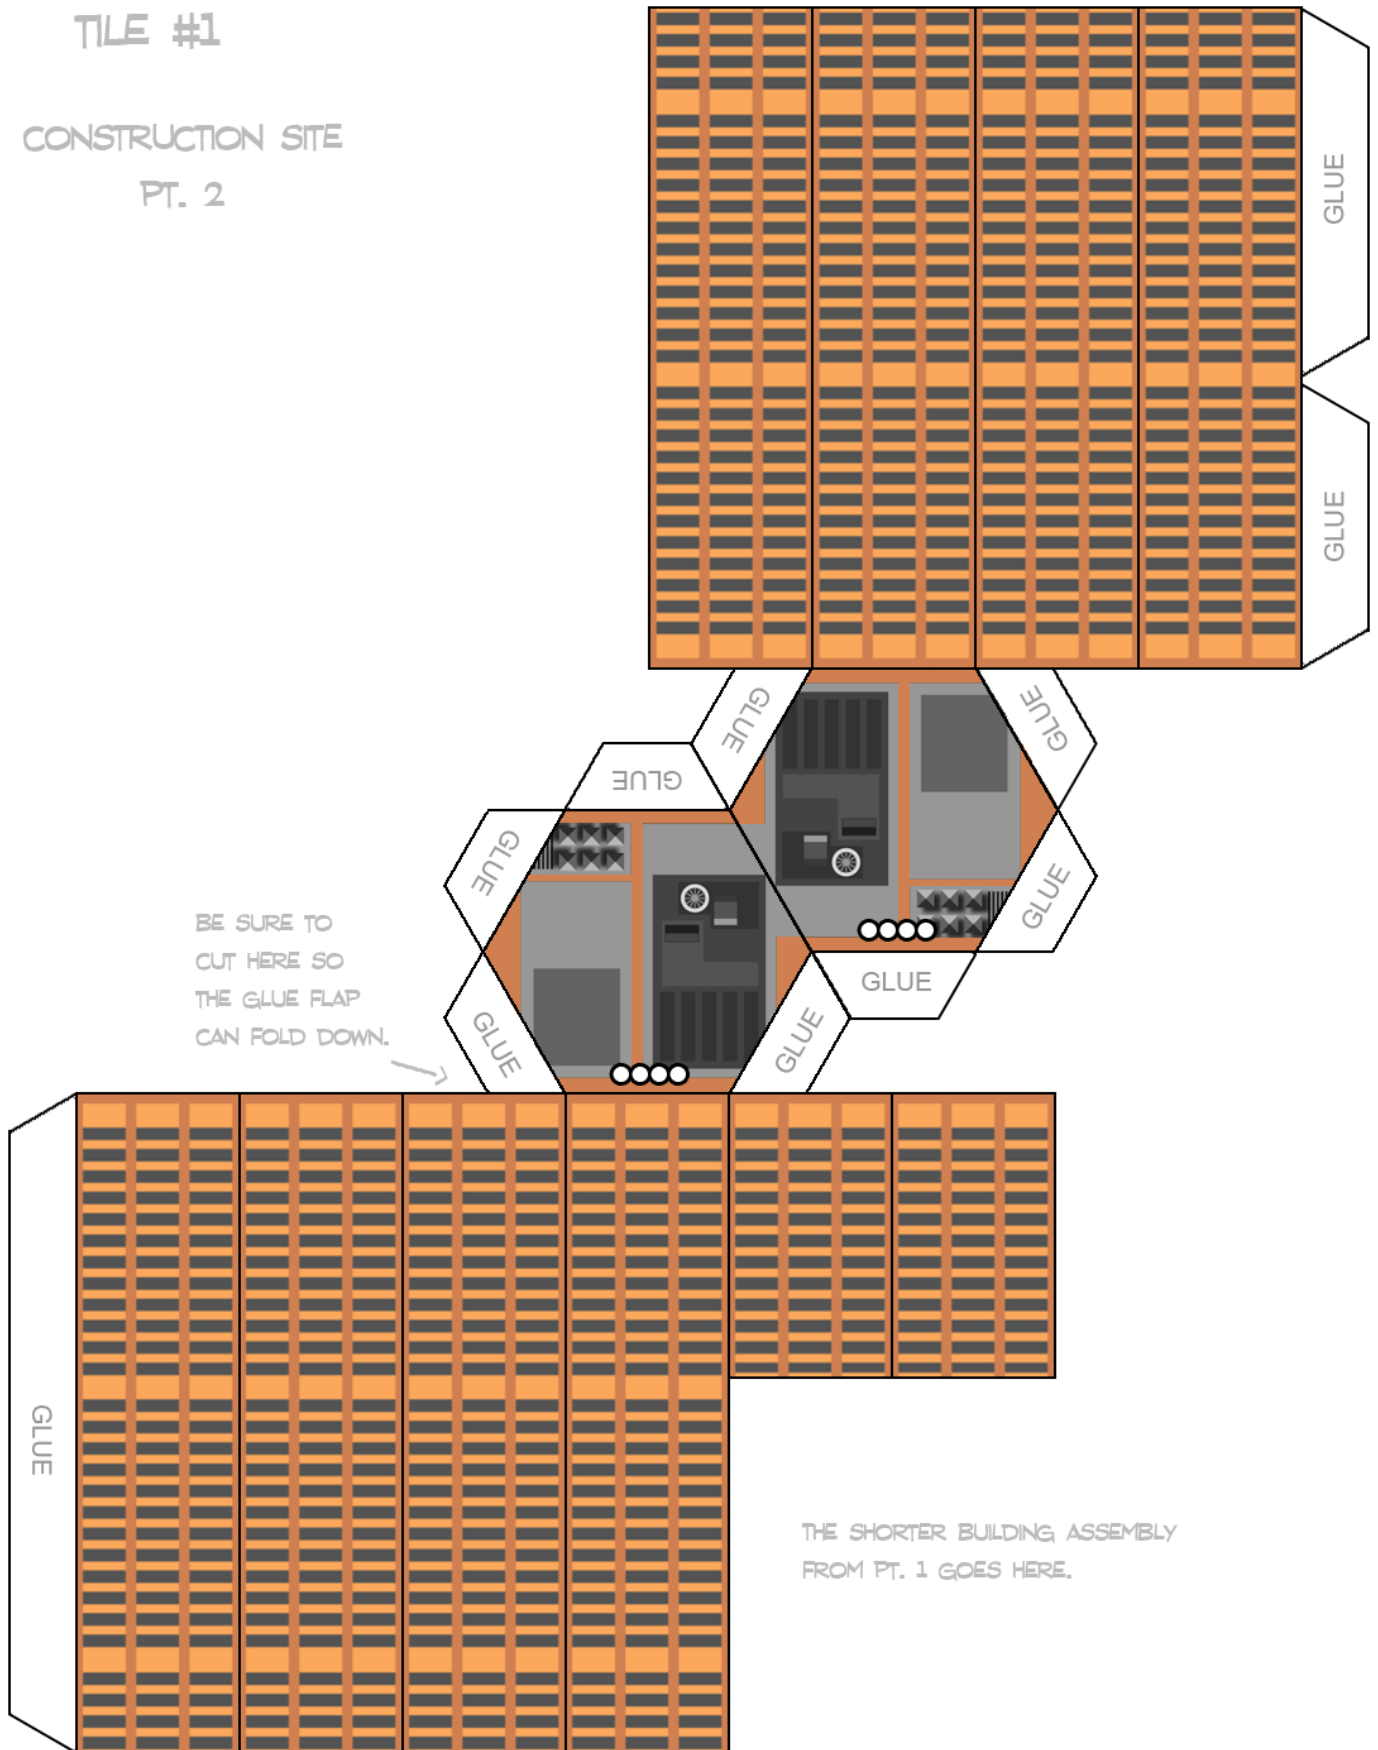 TILE #1
CONSTRUCTION SITE
PT. 2
GLUE
GLUE
GLUE
GLUE
GLUE
GLUE
GLUE
BE SURE TO
CUT HERE SO
THE GLUE FLAP
CAN FOLD DOWN.
GLUE
GLUE
GLUE
GLUE
THE SHORTER BUILDING ASSEMBLY
FROM PT. 1 GOES HERE.